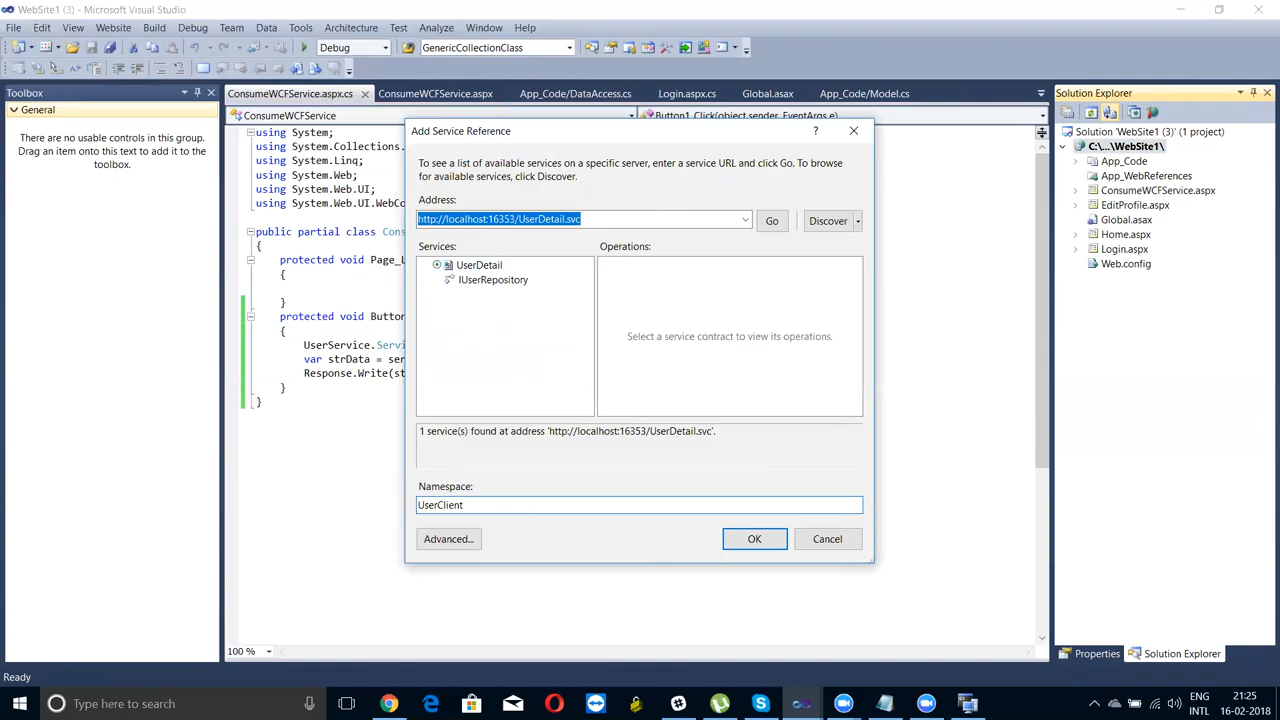 WebSite1 (3) - Microsoft Visual Studio
File Edit View Website Build Debug Team Data Tools Architecture Test Analyze Window Help
Debug GenericCollectionClass
Toolbox
General
There are no usable controls in this group.
Drag an item onto this text to add it to the
toolbox.
ConsumeWCFService.aspx.cs ConsumeWCFService.aspx App_Code/DataAccess.cs Login.aspx.cs Global.asax App_Code/Model.cs
ConsumeWCFService Button1_Click(object sender, EventArgs e)
using System;
using System.Collections.
using System.Linq;
using System.Web;
using System.Web.UI;
using System.Web.UI.WebCo
public partial class Cons
{
protected void Page_L
{
}
protected void Button
{
UserService.Servi
var strData = ser
Response.Write(st
}
}
100 %
Add Service Reference
?
To see a list of available services on a specific server, enter a service URL and click Go. To browse
for available services, click Discover.
Address:
http://localhost:16353/UserDetail.svc
Go Discover
Services: Operations:
UserDetail
IUserRepository
Select a service contract to view its operations.
1 service(s) found at address 'http://localhost:16353/UserDetail.svc'.
Namespace:
UserClient
Advanced... OK Cancel
Solution Explorer
Solution 'WebSite1 (3)' (1 project)
C:\...\WebSite1\
App_Code
App_WebReferences
ConsumeWCFService.aspx
EditProfile.aspx
Global.asax
Home.aspx
Login.aspx
Web.config
Properties Solution Explorer
Ready
Type here to search
ENG
INTL
21:25
16-02-2018